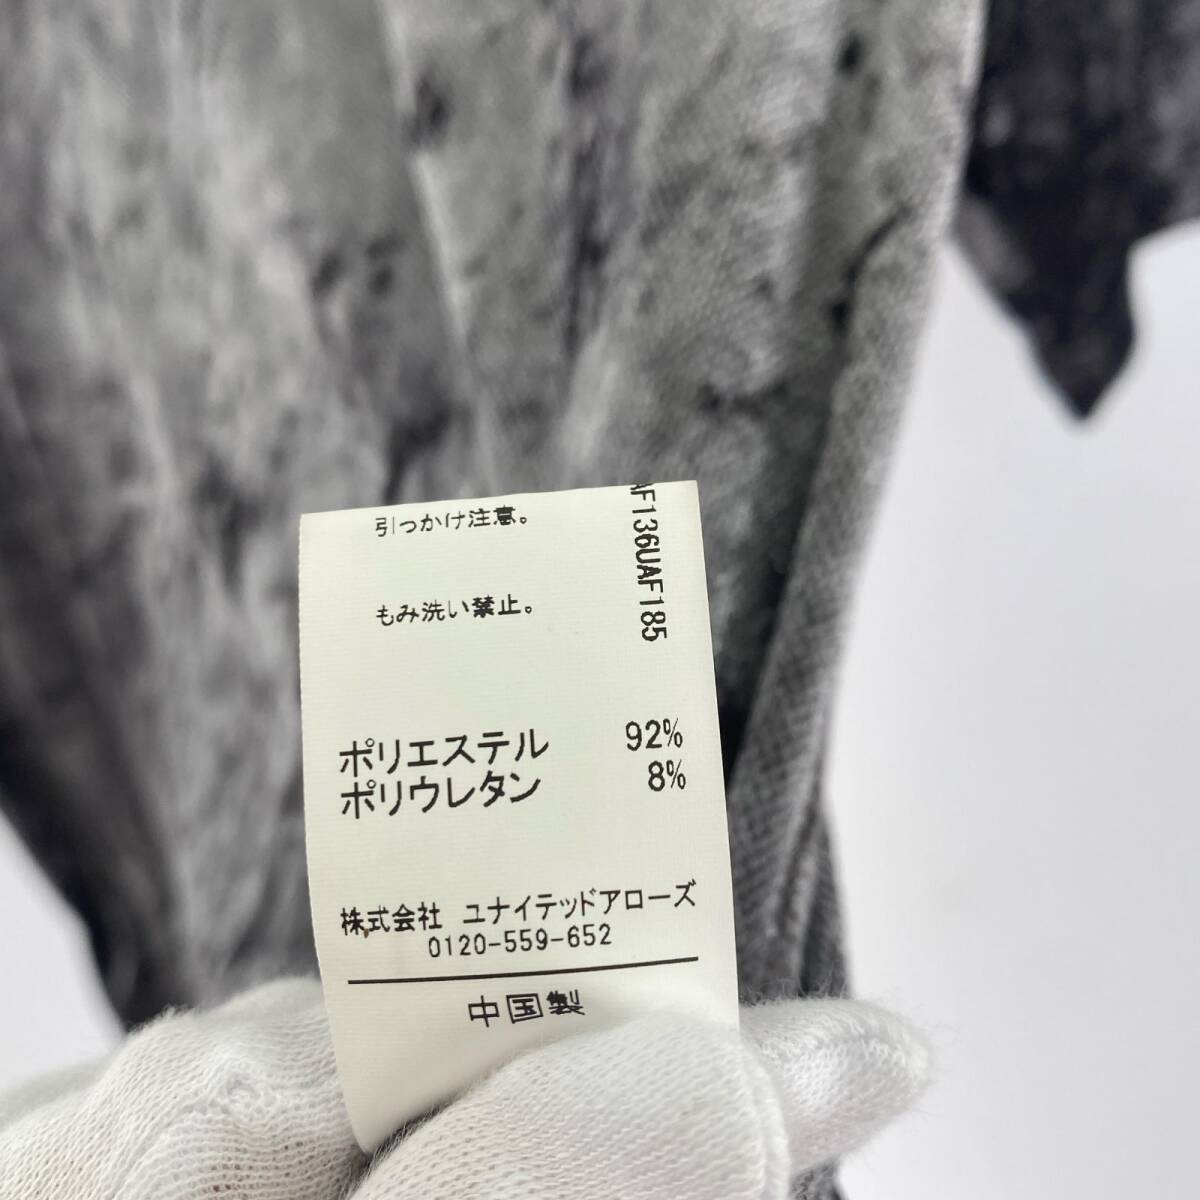 引っかけ注意。
もみ洗い禁止。
AF136UAF185
ポリエステル 92%
ポリウレタン 8%
株式会社 ユナイテッドアローズ
0120-559-652
中国製